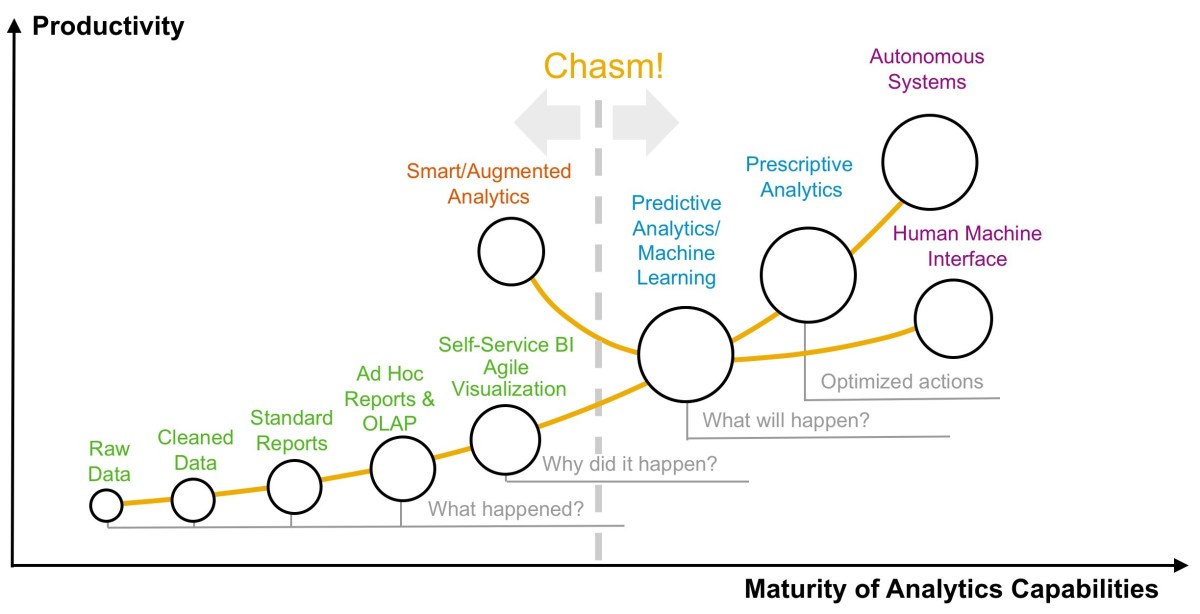 Productivity
Chasm!
Autonomous
Systems
Smart/Augmented
Analytics
Prescriptive
Analytics
Predictive
Analytics/
Machine
Learning
Human Machine
Interface
Self-Service BI
Agile
Visualization
Ad Hoc
Reports &
OLAP
Standard
Reports
Cleaned
Data
Raw
Data
Optimized actions
What will happen?
Why did it happen?
What happened?
Maturity of Analytics Capabilities